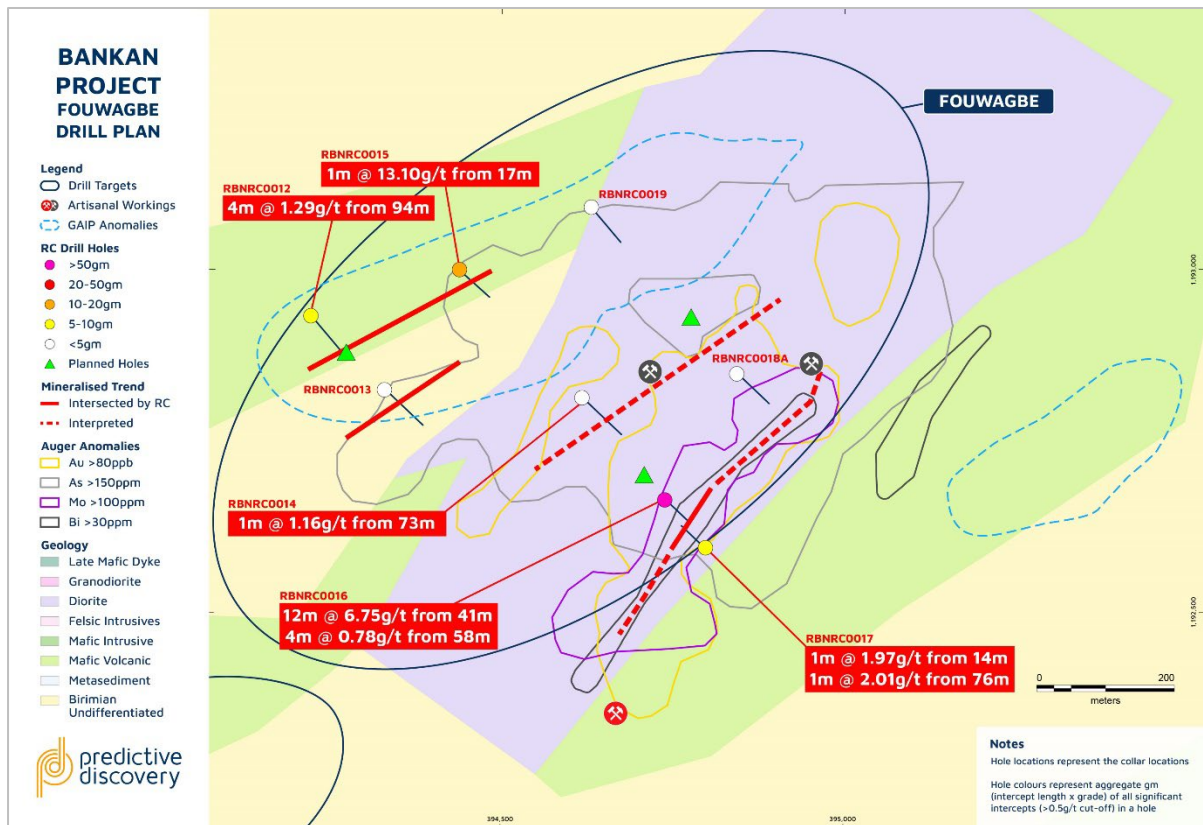 BANKAN
PROJECT
FOUWAGBE
DRILL PLAN
Legend
Drill Targets
Artisanal Workings
GAIP Anomalies
RC Drill Holes
>50gm
20-50gm
10-20gm
5-10gm
<5gm
Planned Holes
Mineralised Trend
Intersected by RC
Interpreted
Auger Anomalies
Au >80ppb
As >150ppm
Mo >100ppm
Bi >30ppm
Geology
Late Mafic Dyke
Granodiorite
Diorite
Felsic Intrusives
Mafic Intrusive
Mafic Volcanic
Metasediment
Birimian
Undifferentiated
predictive
discovery
FOUWAGBE
RBNRC0015
1m @ 13.10g/t from 17m
RBNRC0012
4m @ 1.29g/t from 94m
RBNRC0019
1,193,000
RBNRC0018A
RBNRC0013
RBNRC0014
1m @ 1.16g/t from 73m
RBNRC0016
12m @ 6.75g/t from 41m
4m @ 0.78g/t from 58m
1,192,500
RBNRC0017
1m @ 1.97g/t from 14m
1m @ 2.01g/t from 76m
0 200
meters
Notes
Hole locations represent the collar locations
Hole colours represent aggregate gm
(intercept length x grade) of all significant
intercepts (>0.5g/t cut-off) in a hole
394,500 395,000